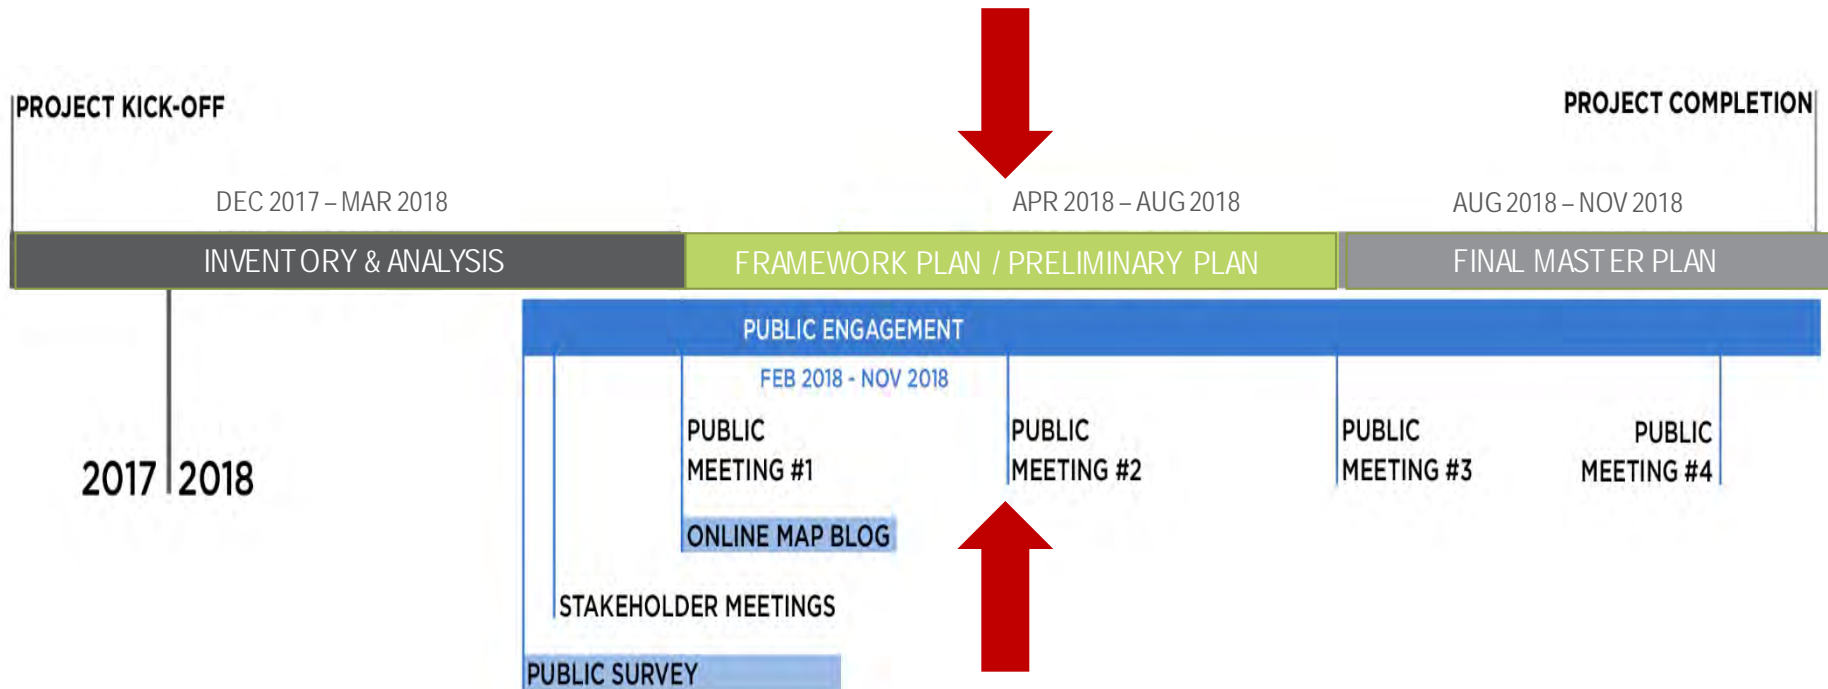 PROJECT KICK-OFF
PROJECT COMPLETION
DEC 2017 – MAR 2018
APR 2018 – AUG 2018
AUG 2018 – NOV 2018
INVENTORY & ANALYSIS
FRAMEWORK PLAN / PRELIMINARY PLAN
FINAL MASTER PLAN
PUBLIC ENGAGEMENT
FEB 2018 - NOV 2018
2017
2018
PUBLIC
MEETING #1
PUBLIC
MEETING #2
PUBLIC
MEETING #3
PUBLIC
MEETING #4
ONLINE MAP BLOG
STAKEHOLDER MEETINGS
PUBLIC SURVEY